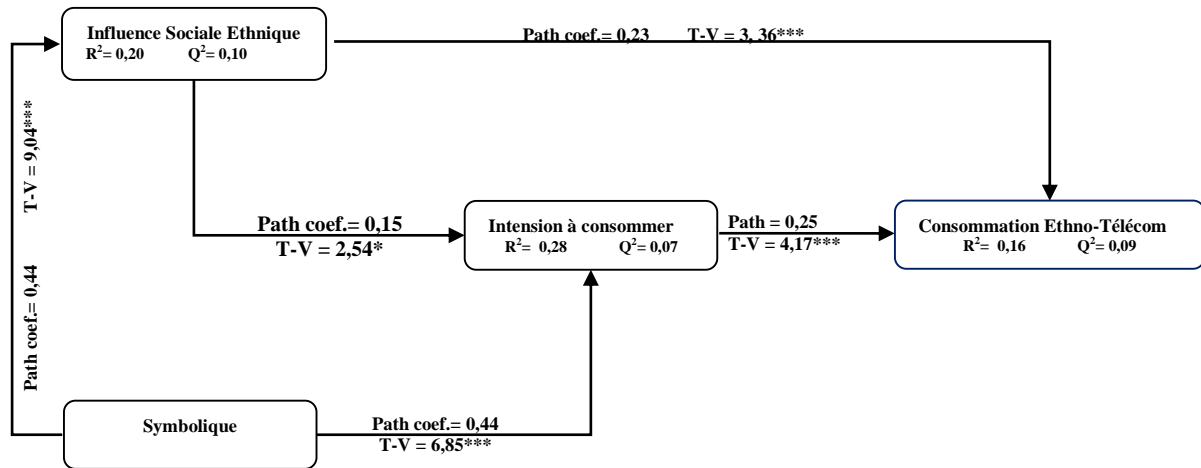 Influence Sociale Ethnique
R²= 0,20 Q²= 0,10
Path coef.= 0,23 T-V = 3, 36***
Path coef.= 0,44 T-V = 9,04***
Path coef.= 0,15
T-V = 2,54*
Intension à consommer
R²= 0,28 Q²= 0,07
Path = 0,25
T-V = 4,17***
Consommation Ethno-Télécom
R²= 0,16 Q²= 0,09
Symbolique
Path coef.= 0,44
T-V = 6,85***